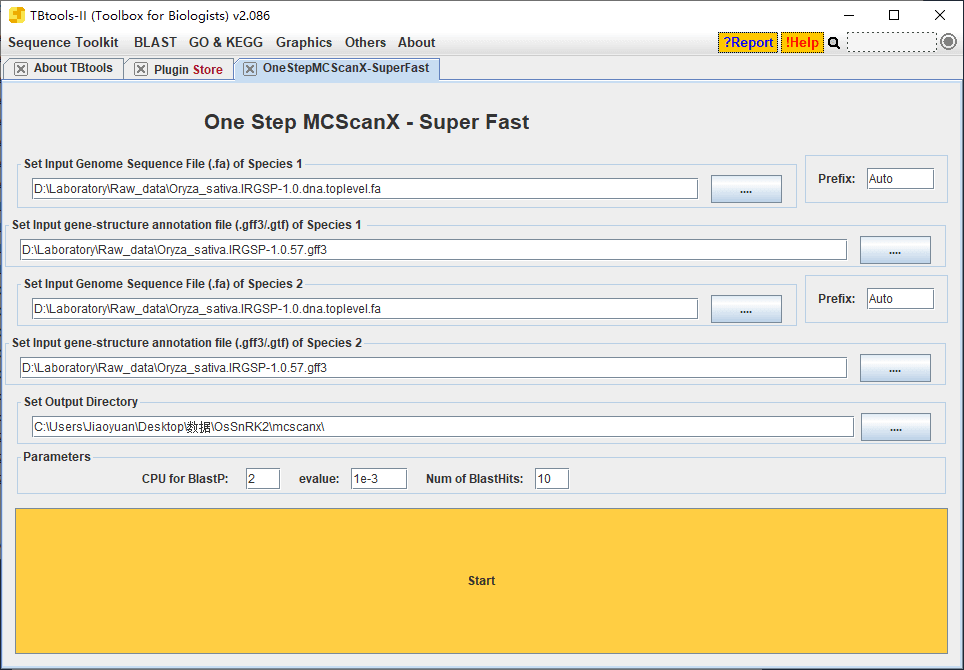 TBtools-II (Toolbox for Biologists) v2.086
Sequence Toolkit BLAST GO & KEGG Graphics Others About ?Report !Help
About TBtools Plugin Store OneStepMCScanX-SuperFast
One Step MCScanX - Super Fast
Set Input Genome Sequence File (.fa) of Species 1
D:\Laboratory\Raw_data\Oryza_sativa.IRGSP-1.0.dna.toplevel.fa .... Prefix: Auto
Set Input gene-structure annotation file (.gff3/.gtf) of Species 1
D:\Laboratory\Raw_data\Oryza_sativa.IRGSP-1.0.57.gff3 ....
Set Input Genome Sequence File (.fa) of Species 2
D:\Laboratory\Raw_data\Oryza_sativa.IRGSP-1.0.dna.toplevel.fa .... Prefix: Auto
Set Input gene-structure annotation file (.gff3/.gtf) of Species 2
D:\Laboratory\Raw_data\Oryza_sativa.IRGSP-1.0.57.gff3 ....
Set Output Directory
C:\Users\Jiaoyuan\Desktop\数据\OsSnRK2\mcscanx\ ....
Parameters
CPU for BlastP: 2 evalue: 1e-3 Num of BlastHits: 10
Start